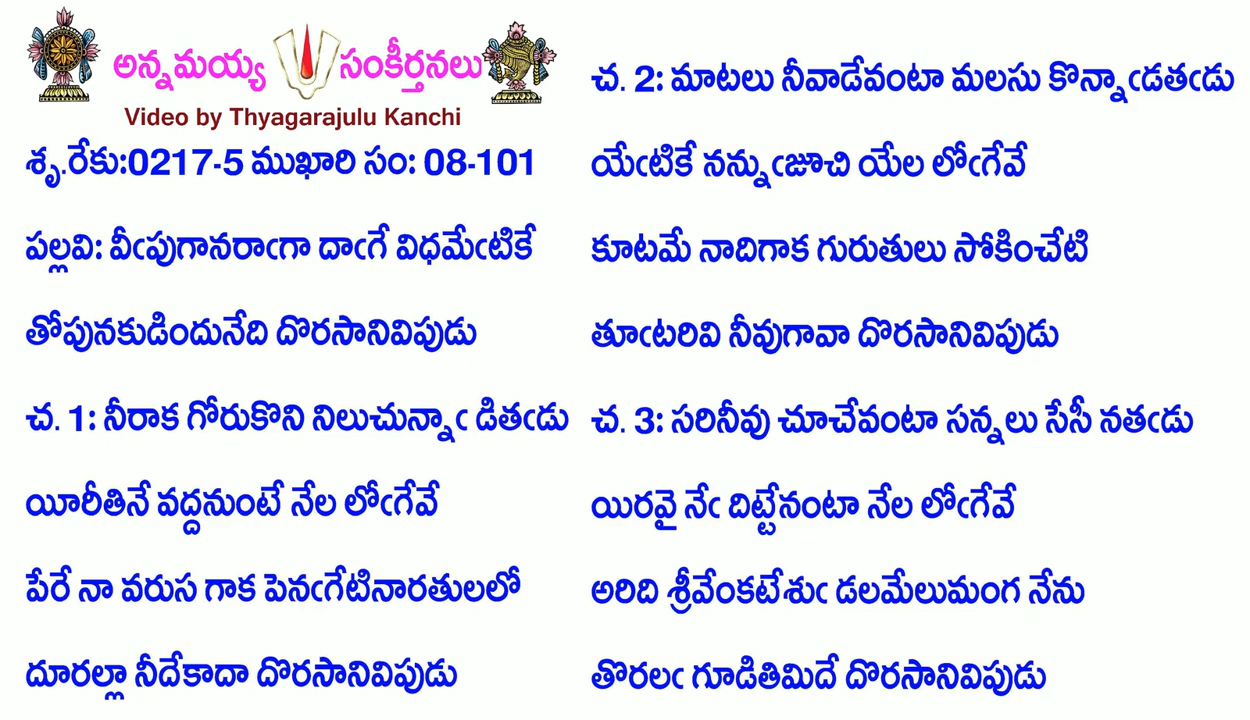 అన్నమయ్య సంకీర్తనలు
Video by Thyagarajulu Kanchi
శృ.రేకు:0217-5 ముఖారి సం: 08-101
పల్లవి: వీఁపుగానరాఁగా దాఁగే విధమేఁటికే
తోపునకుడిందునేది దొరసానివిపుడు
చ. 1: నీరాక గోరుకొని నిలుచున్నాఁ డితఁడు
యీరీతినే వద్దనుంటే నేల లోఁగేవే
పేరే నా వరుస గాక పెనఁగేటినారతులలో
దూరల్లా నీదేకాదా దొరసానివిపుడు
చ. 2: మాటలు నీవాడేవంటా మలసు కొన్నాఁడతఁడు
యేఁటికే నన్నుఁజూచి యేల లోఁగేవే
కూటమే నాదిగాక గురుతులు సోకించేటి
తూఁటరివి నీవుగావా దొరసానివిపుడు
చ. 3: సరినీవు చూచేవంటా సన్నలు సేసీ నతఁడు
యిరవై నేఁ దిట్టేనంటా నేల లోఁగేవే
అరిది శ్రీవేంకటేశుఁ డలమేలుమంగ నేను
తొరలఁ గూడితిమిదే దొరసానివిపుడు